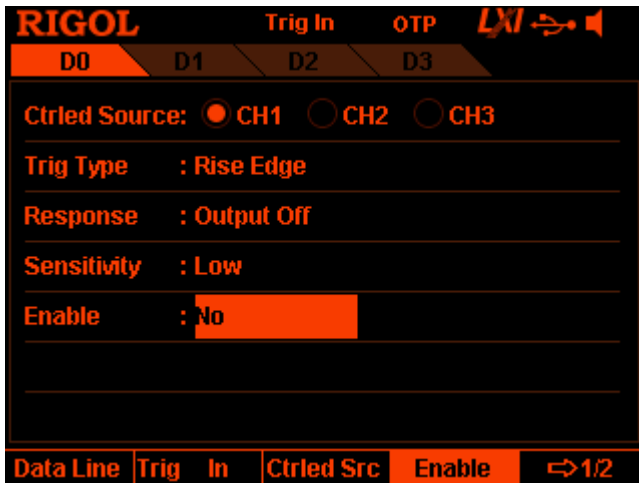 RIGOL Trig In OTP LXI
D0 D1 D2 D3
Ctrled Source: CH1 CH2 CH3
Trig Type : Rise Edge
Response : Output Off
Sensitivity : Low
Enable : No
Data Line Trig In Ctrled Src Enable ⇨1/2